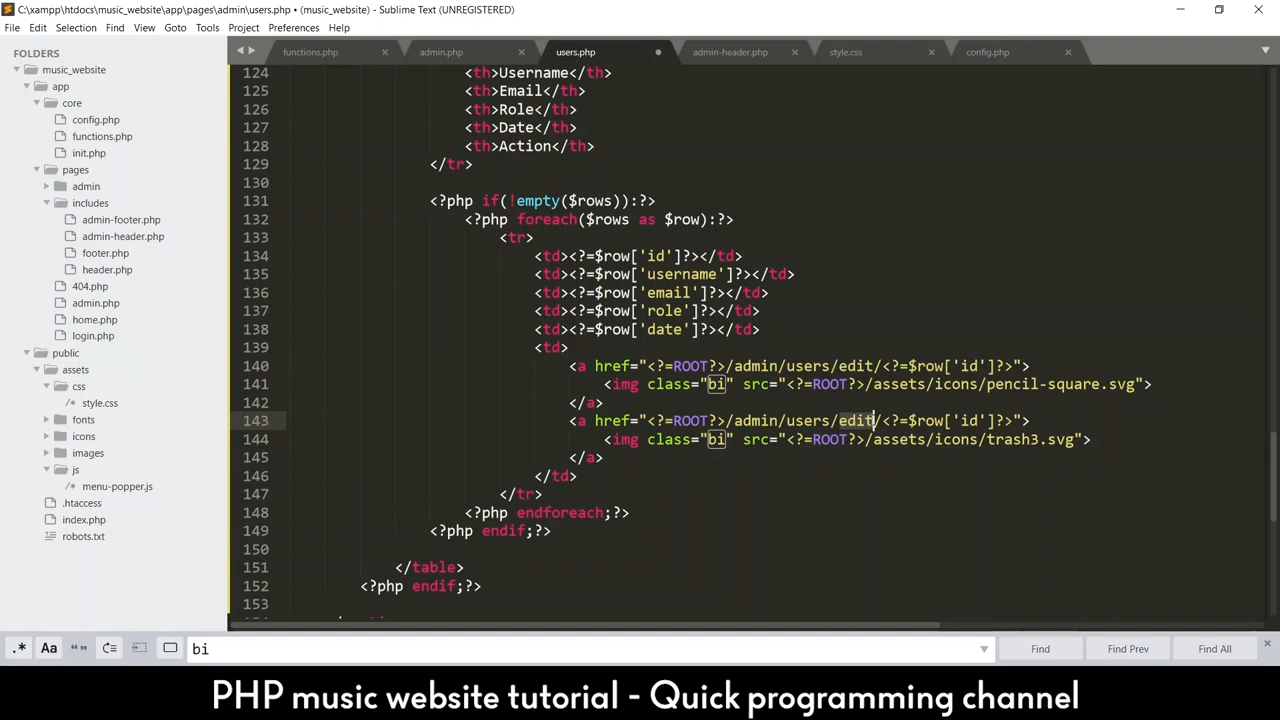 C:\xampp\htdocs\music_website\app\pages\admin\users.php • (music_website) - Sublime Text (UNREGISTERED)
File Edit Selection Find View Goto Tools Project Preferences Help
FOLDERS
music_website
app
core
config.php
functions.php
init.php
pages
admin
includes
admin-footer.php
admin-header.php
footer.php
header.php
404.php
admin.php
home.php
login.php
public
assets
css
style.css
fonts
icons
images
js
menu-popper.js
.htaccess
index.php
robots.txt
functions.php admin.php users.php admin-header.php style.css config.php
124 <th>Username</th>
125 <th>Email</th>
126 <th>Role</th>
127 <th>Date</th>
128 <th>Action</th>
129 </tr>
130
131 <?php if(!empty($rows)):?>
132 <?php foreach($rows as $row):?>
133 <tr>
134 <td><?=$row['id']?></td>
135 <td><?=$row['username']?></td>
136 <td><?=$row['email']?></td>
137 <td><?=$row['role']?></td>
138 <td><?=$row['date']?></td>
139 <td>
140 <a href="<?=ROOT?>/admin/users/edit/<?=$row['id']?>">
141 <img class="bi" src="<?=ROOT?>/assets/icons/pencil-square.svg">
142 </a>
143 <a href="<?=ROOT?>/admin/users/edit/<?=$row['id']?>">
144 <img class="bi" src="<?=ROOT?>/assets/icons/trash3.svg">
145 </a>
146 </td>
147 </tr>
148 <?php endforeach;?>
149 <?php endif;?>
150
151 </table>
152 <?php endif;?>
153
.* Aa “” bi Find Find Prev Find All
PHP music website tutorial - Quick programming channel